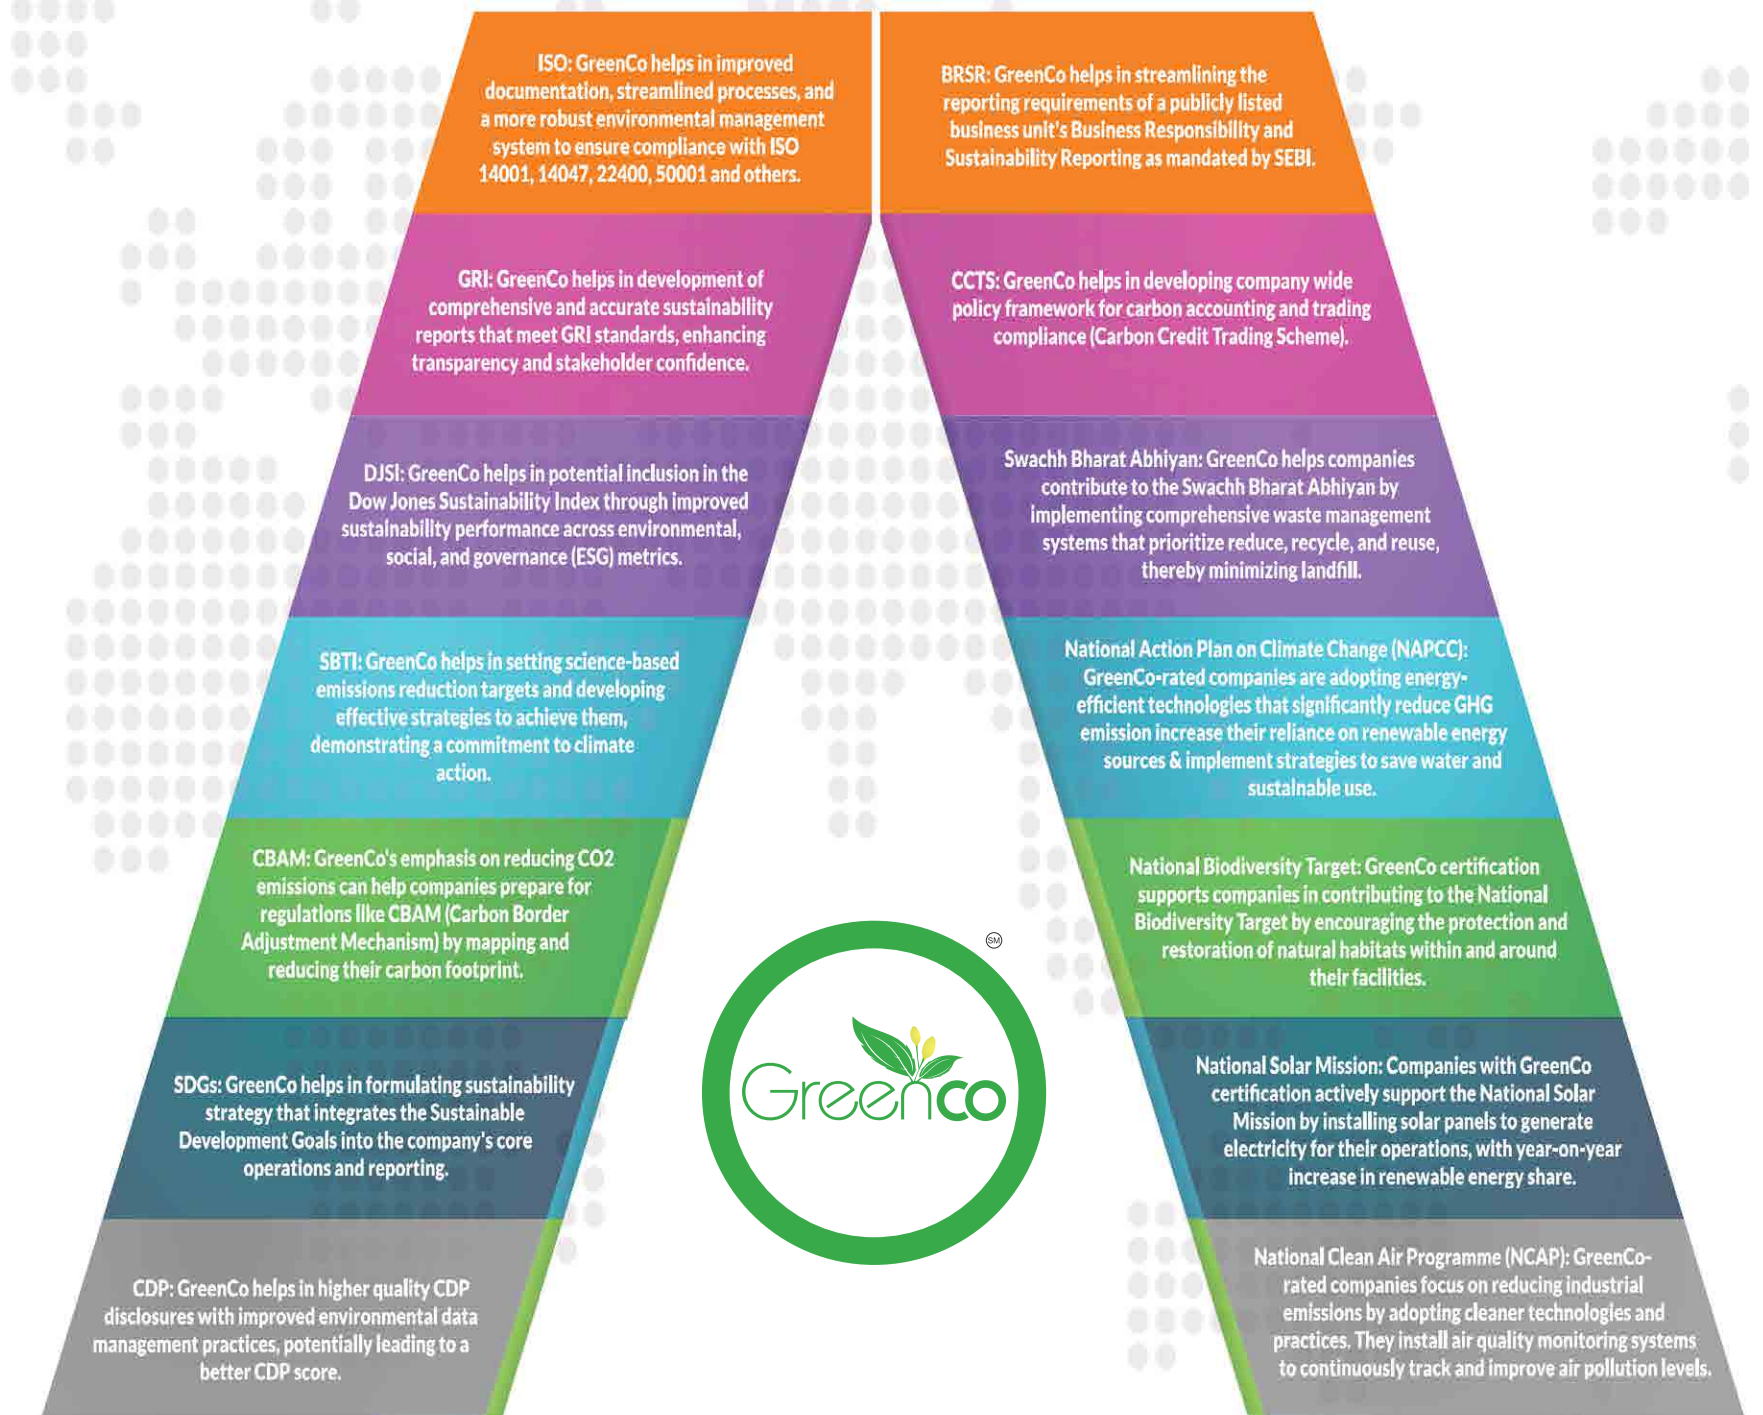 ISO: GreenCo helps in improved
documentation, streamlined processes, and
a more robust environmental management
system to ensure compliance with ISO
14001, 14047, 22400, 50001 and others.
GRI: GreenCo helps in development of
comprehensive and accurate sustainability
reports that meet GRI standards, enhancing
transparency and stakeholder confidence.
DJSI: GreenCo helps in potential inclusion in the
Dow Jones Sustainability Index through improved
sustainability performance across environmental,
social, and governance (ESG) metrics.
SBTI: GreenCo helps in setting science-based
emissions reduction targets and developing
effective strategies to achieve them,
demonstrating a commitment to climate
action.
CBAM: GreenCo's emphasis on reducing CO2
emissions can help companies prepare for
regulations like CBAM (Carbon Border
Adjustment Mechanism) by mapping and
reducing their carbon footprint.
SDGs: GreenCo helps in formulating sustainability
strategy that integrates the Sustainable
Development Goals into the company's core
operations and reporting.
CDP: GreenCo helps in higher quality CDP
disclosures with improved environmental data
management practices, potentially leading to a
better CDP score.
BRSR: GreenCo helps in streamlining the
reporting requirements of a publicly listed
business unit's Business Responsibility and
Sustainability Reporting as mandated by SEBI.
CCTS: GreenCo helps in developing company wide
policy framework for carbon accounting and trading
compliance (Carbon Credit Trading Scheme).
Swachh Bharat Abhiyan: GreenCo helps companies
contribute to the Swachh Bharat Abhiyan by
implementing comprehensive waste management
systems that prioritize reduce, recycle, and reuse,
thereby minimizing landfill.
National Action Plan on Climate Change (NAPCC):
GreenCo-rated companies are adopting energy-
efficient technologies that significantly reduce GHG
emission increase their reliance on renewable energy
sources & implement strategies to save water and
sustainable use.
National Biodiversity Target: GreenCo certification
supports companies in contributing to the National
Biodiversity Target by encouraging the protection and
restoration of natural habitats within and around
their facilities.
National Solar Mission: Companies with GreenCo
certification actively support the National Solar
Mission by installing solar panels to generate
electricity for their operations, with year-on-year
increase in renewable energy share.
National Clean Air Programme (NCAP): GreenCo-
rated companies focus on reducing industrial
emissions by adopting cleaner technologies and
practices. They install air quality monitoring systems
to continuously track and improve air pollution levels.
SM
Greenco